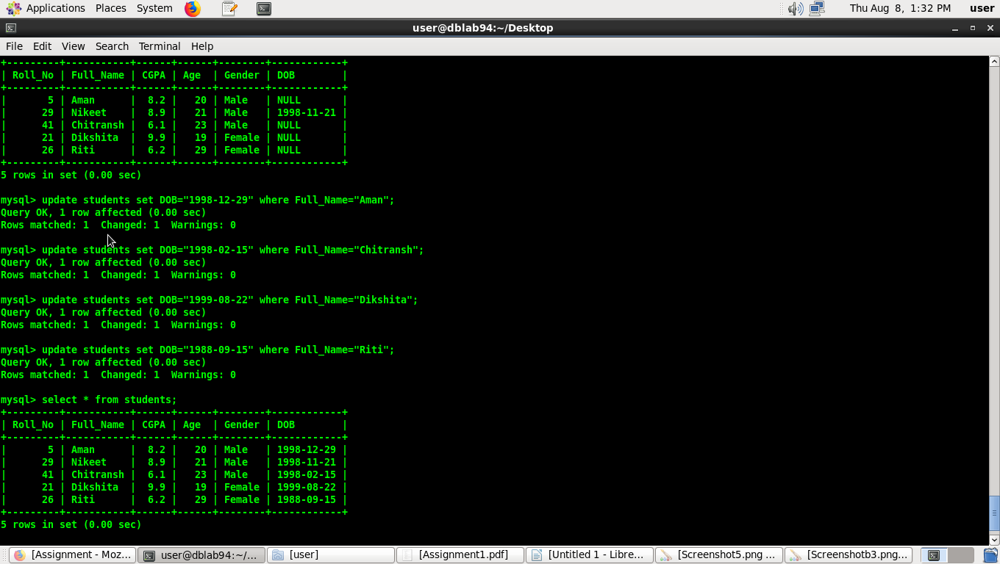 Applications Places System Thu Aug 8, 1:32 PM user
user@dblab94:~/Desktop
File Edit View Search Terminal Help
+---------+-----------+------+------+--------+------------+
| Roll_No | Full_Name | CGPA | Age  | Gender | DOB        |
+---------+-----------+------+------+--------+------------+
|       5 | Aman      |  8.2 |   20 | Male   | NULL       |
|      29 | Nikeet    |  8.9 |   21 | Male   | 1998-11-21 |
|      41 | Chitransh |  6.1 |   23 | Male   | NULL       |
|      21 | Dikshita  |  9.9 |   19 | Female | NULL       |
|      26 | Riti      |  6.2 |   29 | Female | NULL       |
+---------+-----------+------+------+--------+------------+
5 rows in set (0.00 sec)
mysql> update students set DOB="1998-12-29" where Full_Name="Aman";
Query OK, 1 row affected (0.00 sec)
Rows matched: 1  Changed: 1  Warnings: 0
mysql> update students set DOB="1998-02-15" where Full_Name="Chitransh";
Query OK, 1 row affected (0.00 sec)
Rows matched: 1  Changed: 1  Warnings: 0
mysql> update students set DOB="1999-08-22" where Full_Name="Dikshita";
Query OK, 1 row affected (0.00 sec)
Rows matched: 1  Changed: 1  Warnings: 0
mysql> update students set DOB="1988-09-15" where Full_Name="Riti";
Query OK, 1 row affected (0.00 sec)
Rows matched: 1  Changed: 1  Warnings: 0
mysql> select * from students;
+---------+-----------+------+------+--------+------------+
| Roll_No | Full_Name | CGPA | Age  | Gender | DOB        |
+---------+-----------+------+------+--------+------------+
|       5 | Aman      |  8.2 |   20 | Male   | 1998-12-29 |
|      29 | Nikeet    |  8.9 |   21 | Male   | 1998-11-21 |
|      41 | Chitransh |  6.1 |   23 | Male   | 1998-02-15 |
|      21 | Dikshita  |  9.9 |   19 | Female | 1999-08-22 |
|      26 | Riti      |  6.2 |   29 | Female | 1988-09-15 |
+---------+-----------+------+------+--------+------------+
5 rows in set (0.00 sec)
[Assignment - Moz... user@dblab94:~/... [user] [Assignment1.pdf] [Untitled 1 - Libre... [Screenshot5.png ... [Screenshotb3.png...